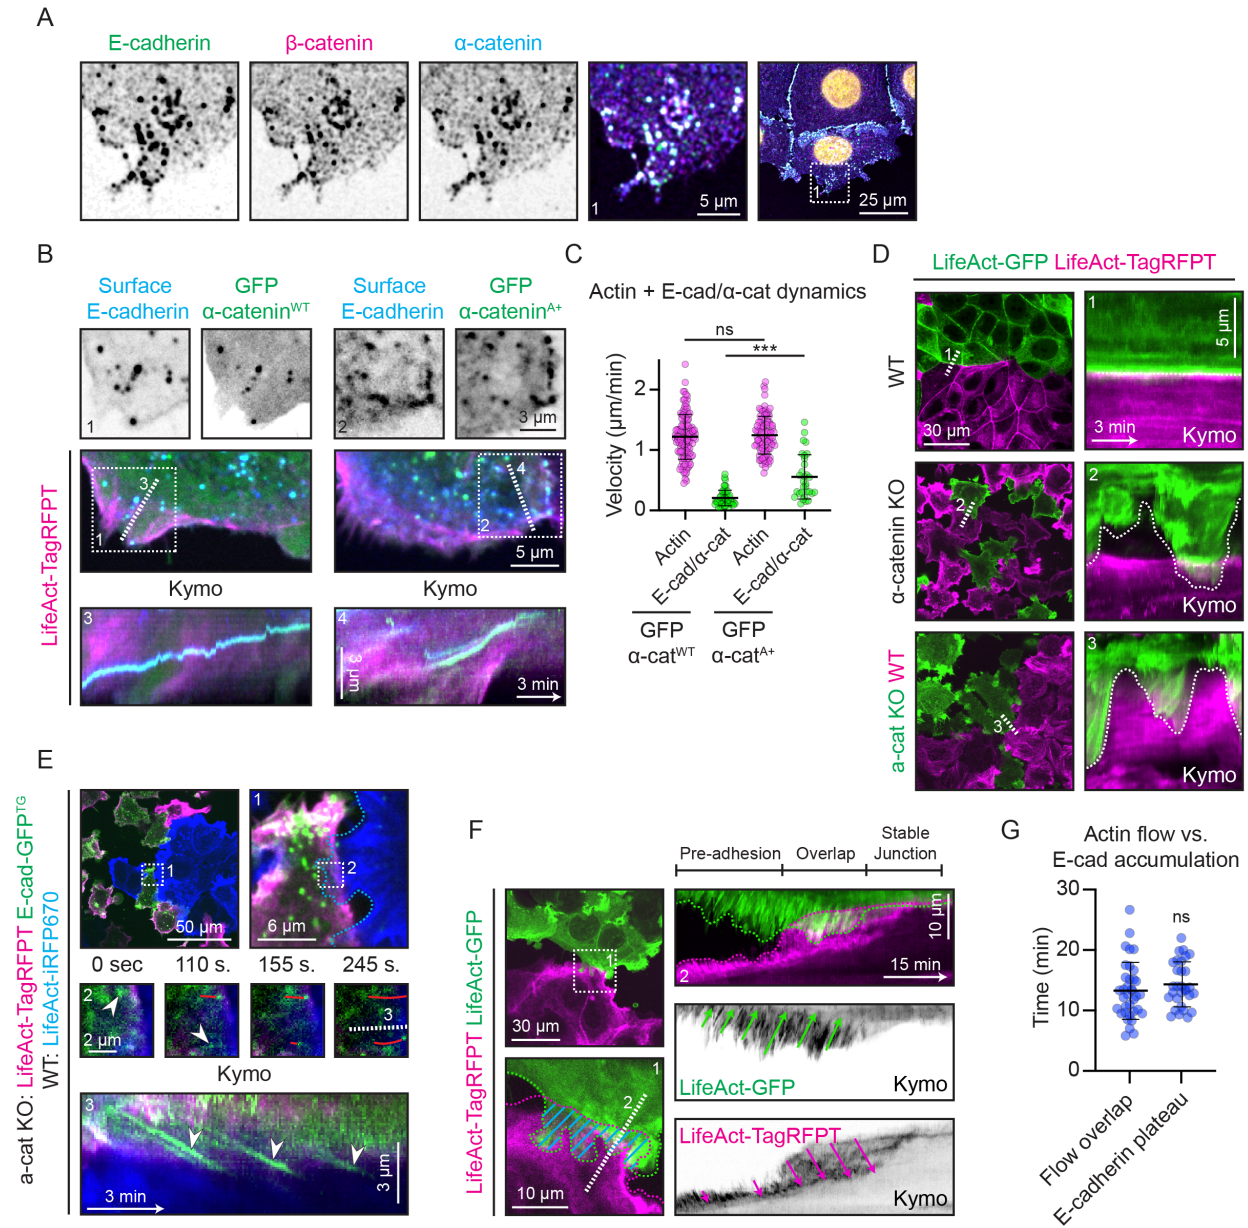 A
E-cadherin
β-catenin
α-catenin
1
5 µm
1
25 µm
B
Surface
E-cadherin
GFP
α-cateninWT
Surface
E-cadherin
GFP
α-cateninA+
1
2
3 µm
LifeAct-TagRFPT
3
1
4
2
5 µm
Kymo
Kymo
3
4
3 µm
3 min
C
Actin + E-cad/α-cat dynamics
ns
***
Velocity (µm/min)
2
1
0
Actin
E-cad/α-cat
Actin
E-cad/α-cat
GFP
α-catWT
GFP
α-catA+
D
LifeAct-GFP LifeAct-TagRFPT
WT
1
30 µm
1
5 µm
3 min
Kymo
α-catenin KO
2
2
Kymo
a-cat KO WT
3
3
Kymo
E
a-cat KO: LifeAct-TagRFPT E-cad-GFPTG
WT: LifeAct-iRFP670
1
50 µm
1
2
6 µm
0 sec
110 s.
155 s.
245 s.
2
2 µm
3
Kymo
3
3 min
3 µm
F
Pre-adhesion
Overlap
Stable
Junction
LifeAct-TagRFPT LifeAct-GFP
1
30 µm
2
10 µm
15 min
1
2
10 µm
LifeAct-GFP
Kymo
LifeAct-TagRFPT
Kymo
G
Actin flow vs.
E-cad accumulation
Time (min)
30
20
10
0
ns
Flow overlap
E-cadherin plateau